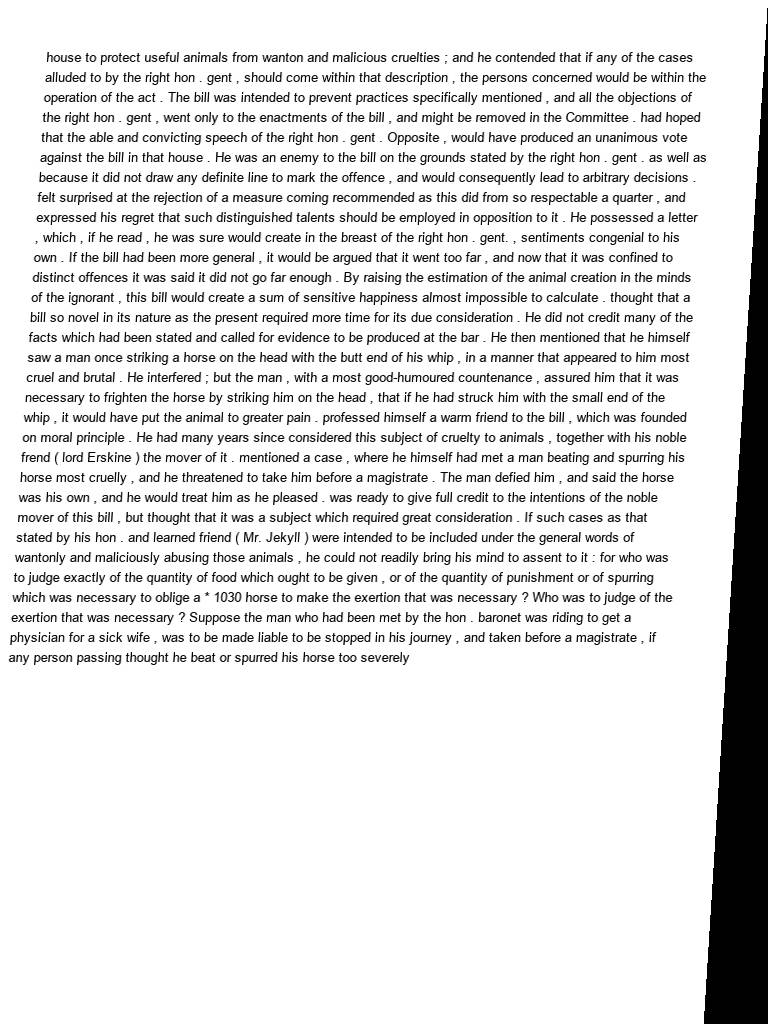 house to protect useful animals from wanton and malicious cruelties ; and he contended that if any of the cases
alluded to by the right hon . gent , should come within that description , the persons concerned would be within the
operation of the act . The bill was intended to prevent practices specifically mentioned , and all the objections of
the right hon . gent , went only to the enactments of the bill , and might be removed in the Committee . had hoped
that the able and convicting speech of the right hon . gent . Opposite , would have produced an unanimous vote
against the bill in that house . He was an enemy to the bill on the grounds stated by the right hon . gent . as well as
because it did not draw any definite line to mark the offence , and would consequently lead to arbitrary decisions .
felt surprised at the rejection of a measure coming recommended as this did from so respectable a quarter , and
expressed his regret that such distinguished talents should be employed in opposition to it . He possessed a letter
, which , if he read , he was sure would create in the breast of the right hon . gent. , sentiments congenial to his
own . If the bill had been more general , it would be argued that it went too far , and now that it was confined to
distinct offences it was said it did not go far enough . By raising the estimation of the animal creation in the minds
of the ignorant , this bill would create a sum of sensitive happiness almost impossible to calculate . thought that a
bill so novel in its nature as the present required more time for its due consideration . He did not credit many of the
facts which had been stated and called for evidence to be produced at the bar . He then mentioned that he himself
saw a man once striking a horse on the head with the butt end of his whip , in a manner that appeared to him most
cruel and brutal . He interfered ; but the man , with a most good-humoured countenance , assured him that it was
necessary to frighten the horse by striking him on the head , that if he had struck him with the small end of the
whip , it would have put the animal to greater pain . professed himself a warm friend to the bill , which was founded
on moral principle . He had many years since considered this subject of cruelty to animals , together with his noble
frend ( lord Erskine ) the mover of it . mentioned a case , where he himself had met a man beating and spurring his
horse most cruelly , and he threatened to take him before a magistrate . The man defied him , and said the horse
was his own , and he would treat him as he pleased . was ready to give full credit to the intentions of the noble
mover of this bill , but thought that it was a subject which required great consideration . If such cases as that
stated by his hon . and learned friend ( Mr. Jekyll ) were intended to be included under the general words of
wantonly and maliciously abusing those animals , he could not readily bring his mind to assent to it : for who was
to judge exactly of the quantity of food which ought to be given , or of the quantity of punishment or of spurring
which was necessary to oblige a * 1030 horse to make the exertion that was necessary ? Who was to judge of the
exertion that was necessary ? Suppose the man who had been met by the hon . baronet was riding to get a
physician for a sick wife , was to be made liable to be stopped in his journey , and taken before a magistrate , if
any person passing thought he beat or spurred his horse too severely